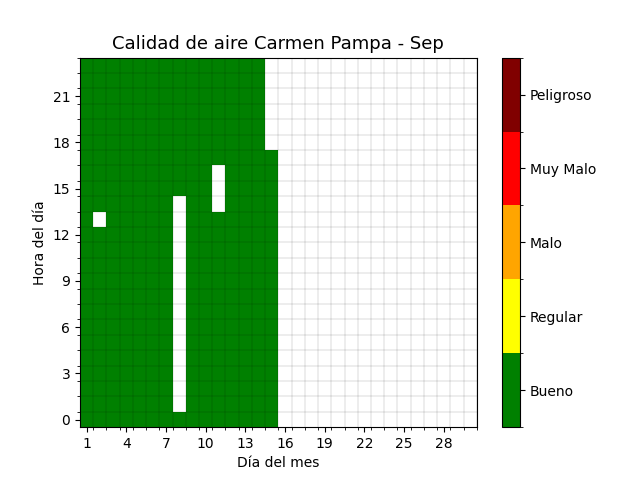 Calidad de aire Carmen Pampa - Sep
Hora del día
21
18
15
12
9
6
3
0
1 4 7 10 13 16 19 22 25 28
Día del mes
Peligroso
Muy Malo
Malo
Regular
Bueno